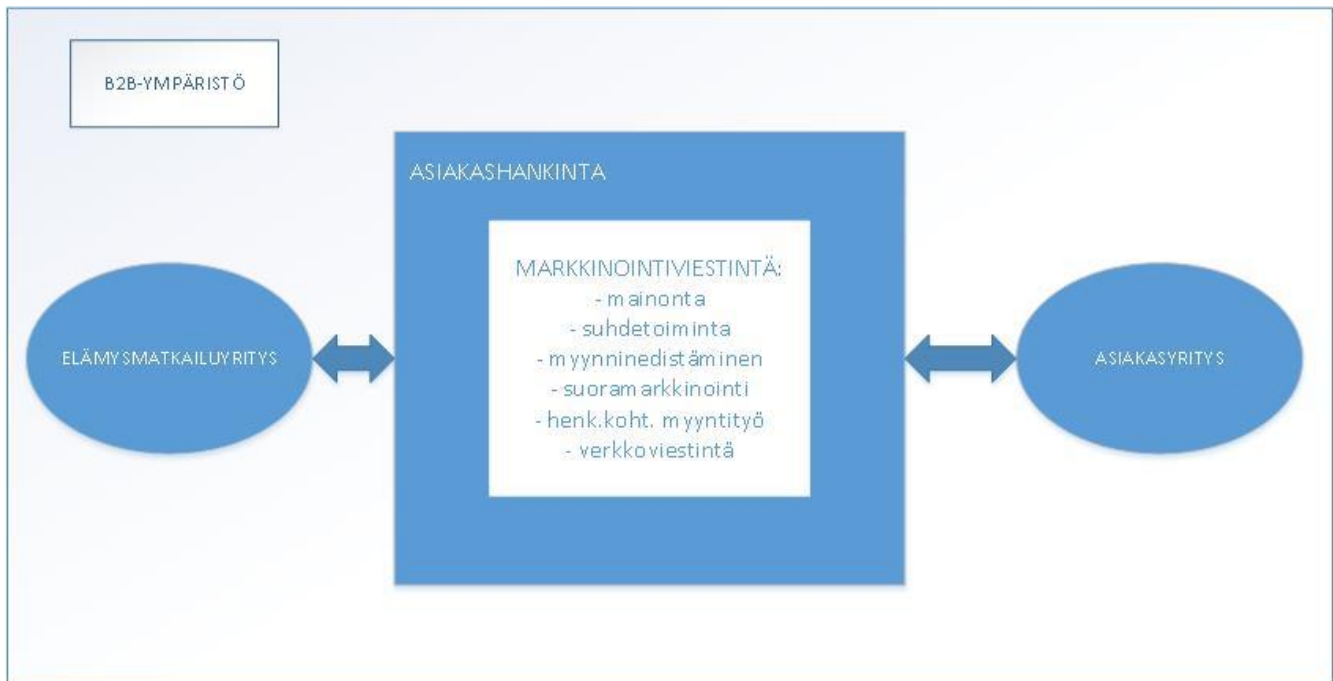 B2B-YMPÄRISTÖ
ASIAKASHANKINTA
MARKKINOINTIVIESTINTÄ:
- mainonta
- suhdetoiminta
- myynninedistäminen
- suoramarkkinointi
- henk.koht. myyntityö
- verkkoviestintä
ELÄMYSMATKAILUYRITYS
ASIAKASYRITYS